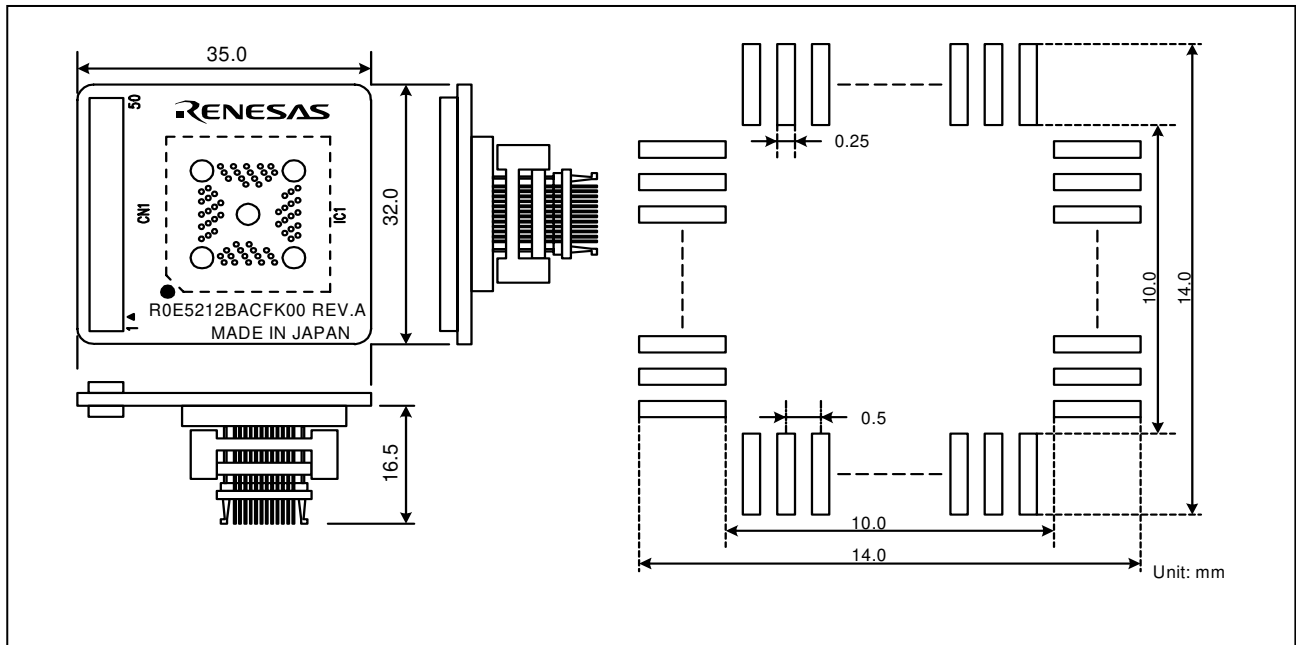 35.0
50
RENESAS
CN1
IC1
1
R0E5212BACFK00 REV.A
MADE IN JAPAN
32.0
16.5
0.25
10.0
14.0
0.5
10.0
14.0
Unit: mm